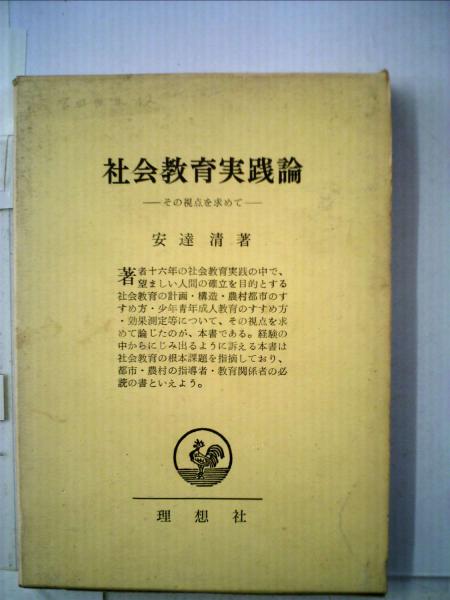 社会教育実践論
──その視点を求めて──
安達清著
著者十六年の社会教育実践の中で、
望ましい人間の確立を目的とする
社会教育の計画・構造・農村都市のす
すめ方・少年青年成人教育のすすめ方
・効果測定等について、その視点を求
めて論じたのが、本書である。経験の
中からにじみ出るように訴える本書は
社会教育の根本課題を指摘しており、
都市・農村の指導者・教育関係者の必
読の書といえよう。
理想社